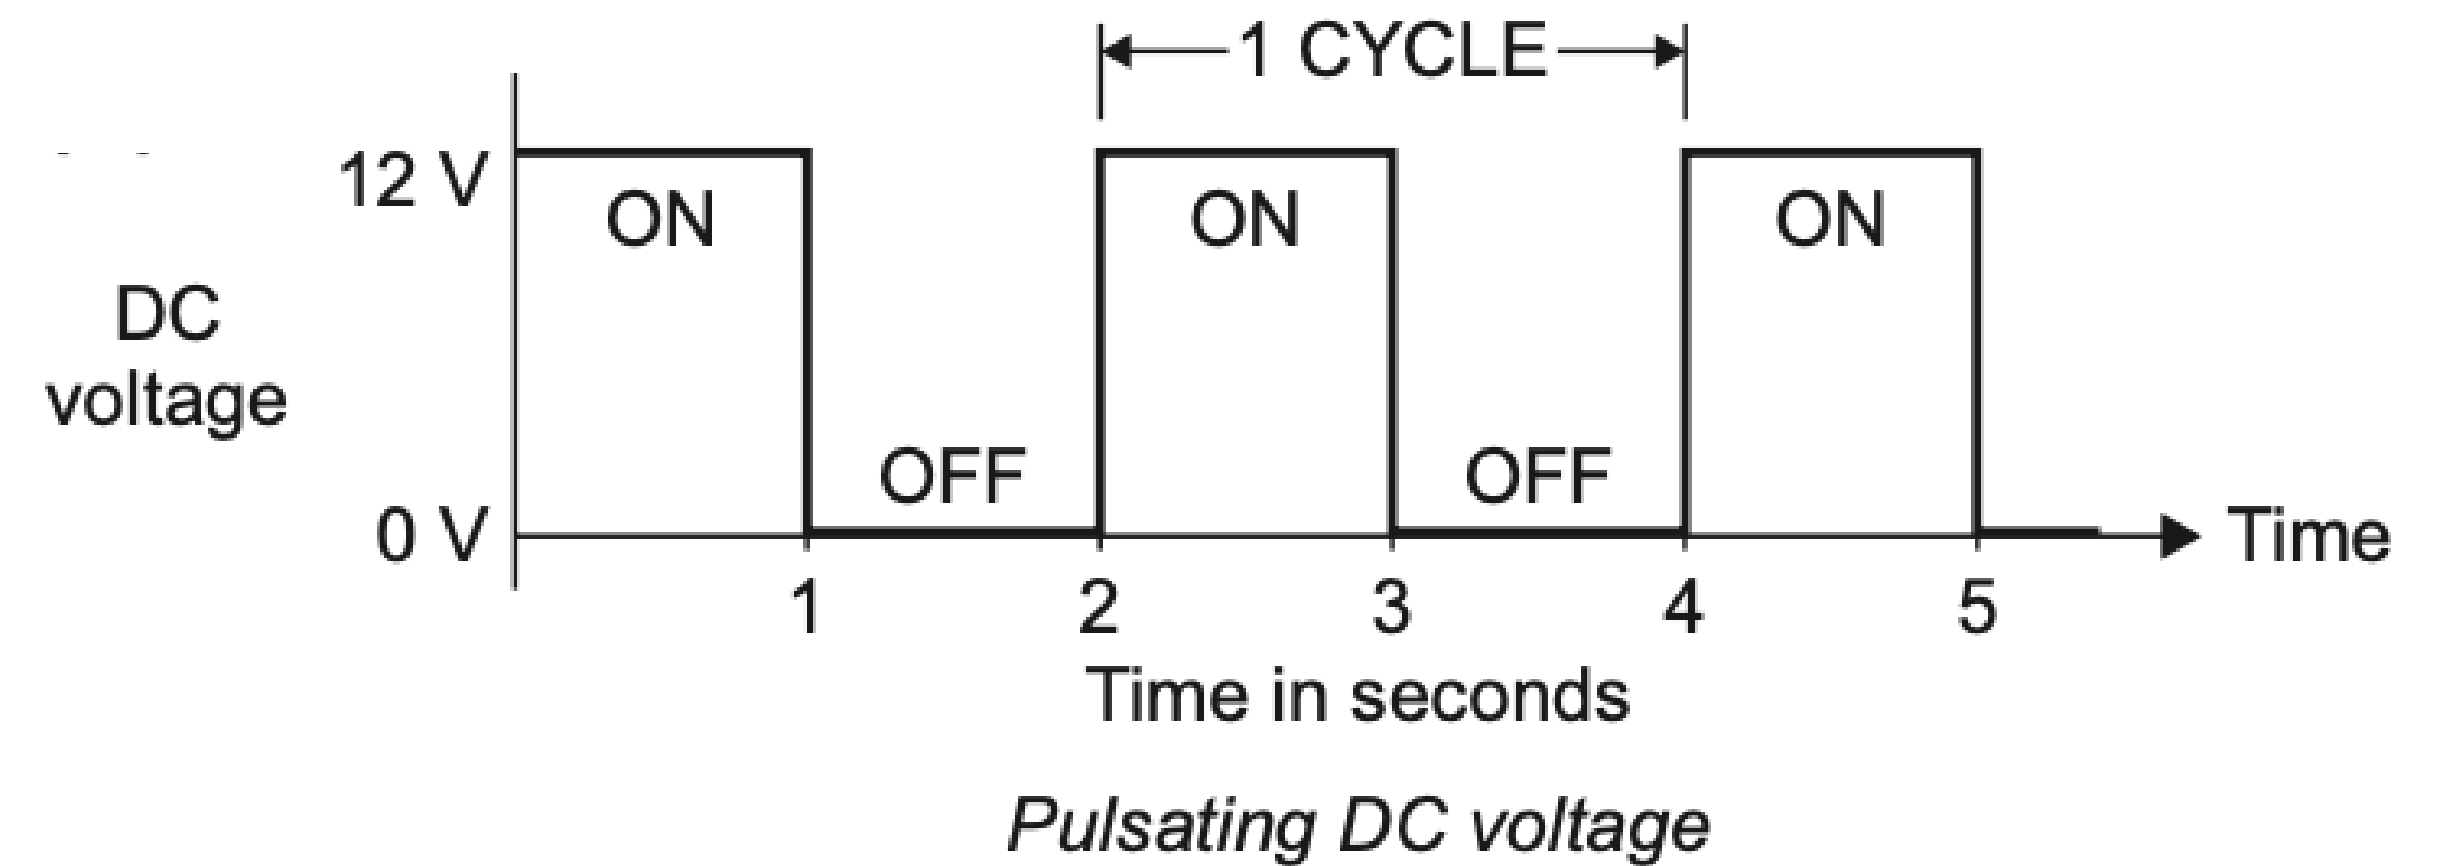 1 CYCLE
12 V
ON
ON
ON
DC
voltage
OFF
OFF
0 V
Time
1
2
3
4
5
Time in seconds
Pulsating DC voltage